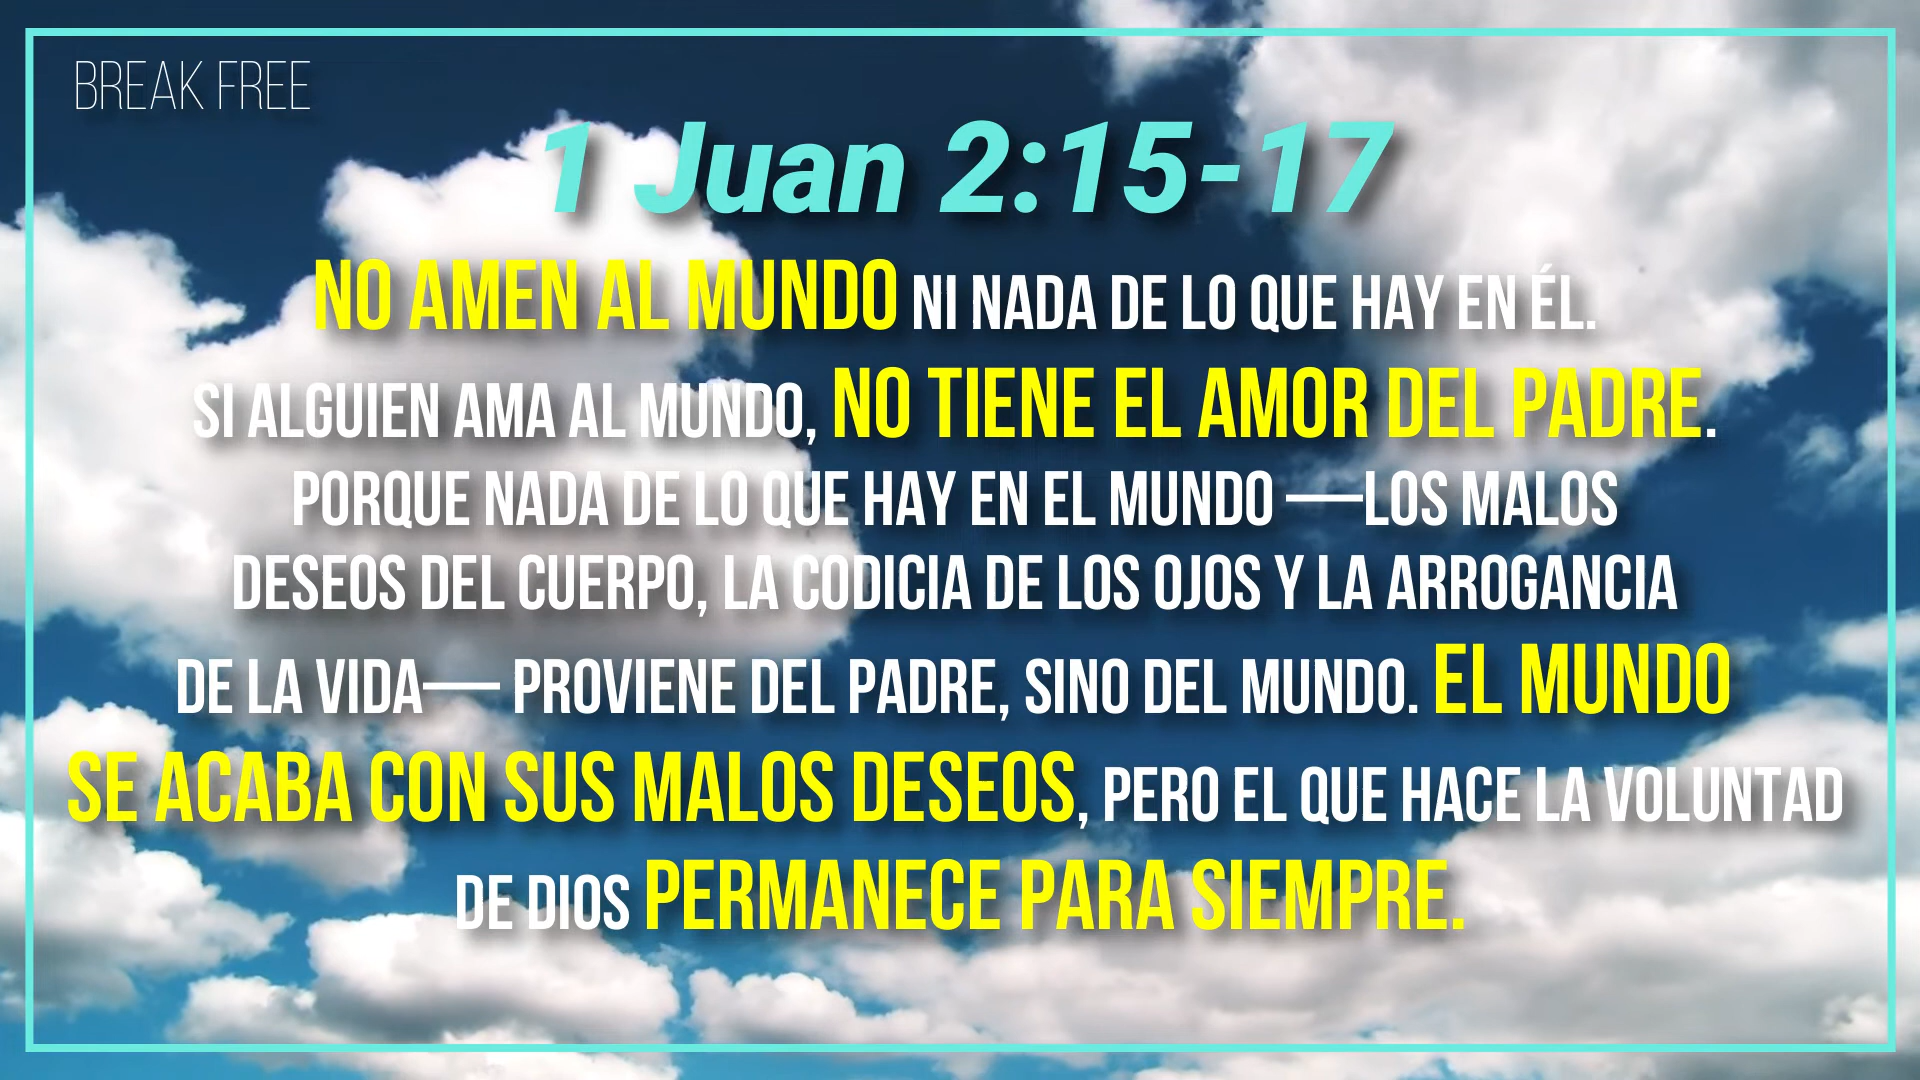 BREAK FREE
1 Juan 2:15-17
NO AMEN AL MUNDO NI NADA DE LO QUE HAY EN ÉL.
SI ALGUIEN AMA AL MUNDO, NO TIENE EL AMOR DEL PADRE.
PORQUE NADA DE LO QUE HAY EN EL MUNDO —LOS MALOS
DESEOS DEL CUERPO, LA CODICIA DE LOS OJOS Y LA ARROGANCIA
DE LA VIDA— PROVIENE DEL PADRE, SINO DEL MUNDO. EL MUNDO
SE ACABA CON SUS MALOS DESEOS, PERO EL QUE HACE LA VOLUNTAD
DE DIOS PERMANECE PARA SIEMPRE.